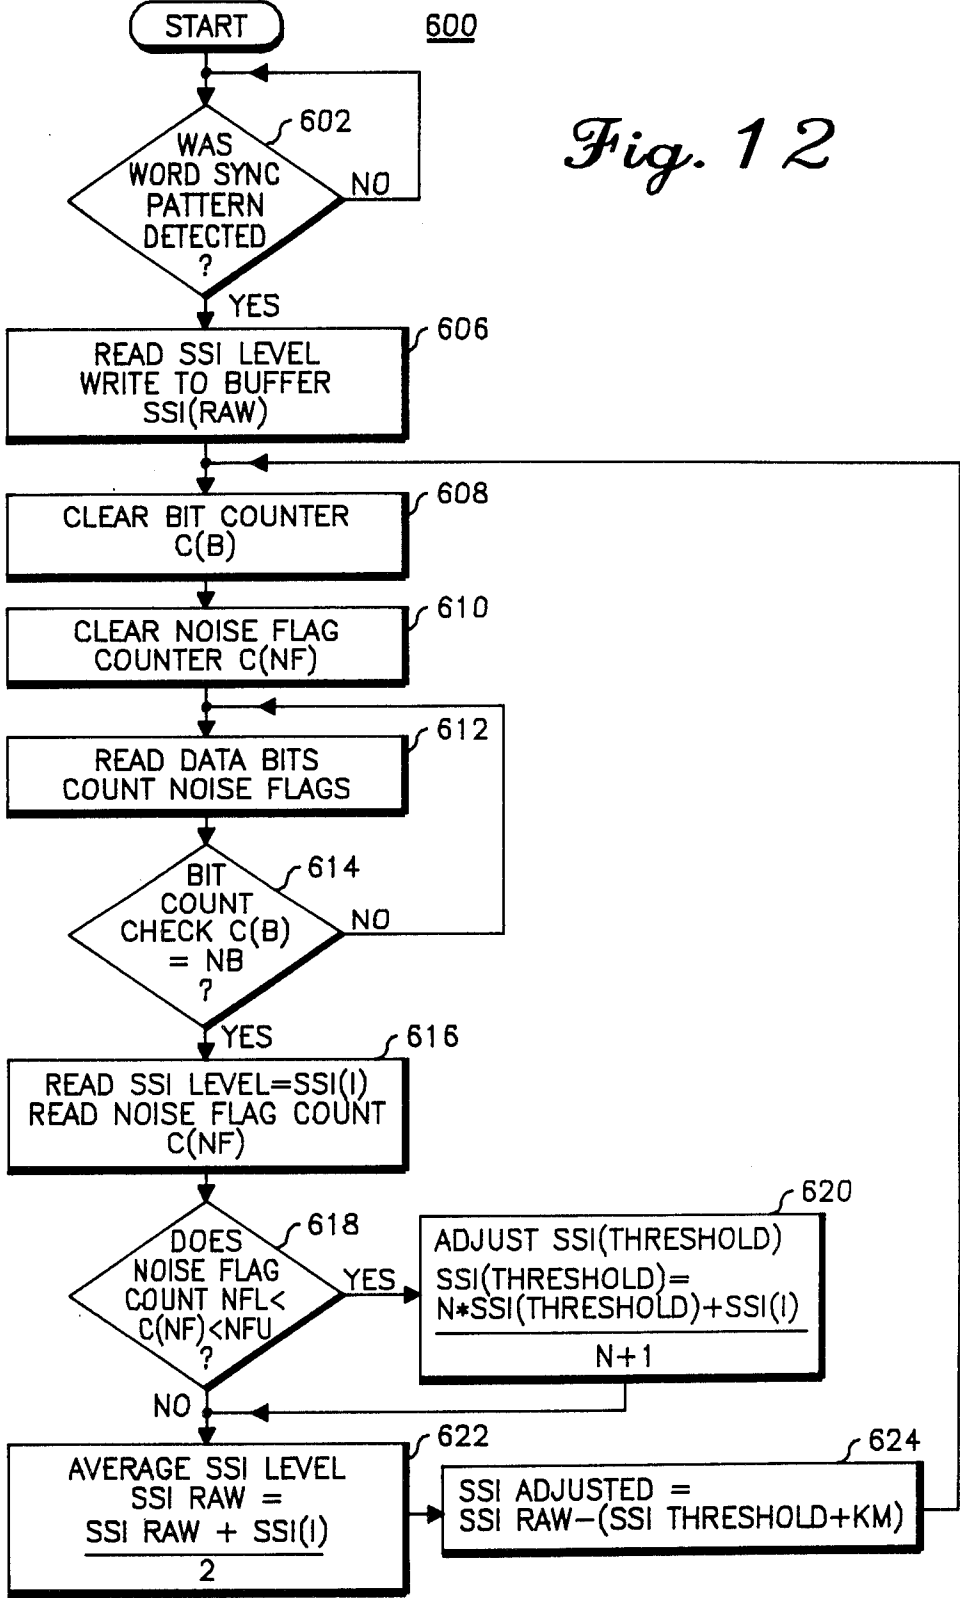 START
600
Fig. 12
602
WAS
WORD SYNC
PATTERN
DETECTED
?
NO
YES
606
READ SSI LEVEL
WRITE TO BUFFER
SSI(RAW)
608
CLEAR BIT COUNTER
C(B)
610
CLEAR NOISE FLAG
COUNTER C(NF)
612
READ DATA BITS
COUNT NOISE FLAGS
614
BIT
COUNT
CHECK C(B)
= NB
?
NO
YES
616
READ SSI LEVEL=SSI(I)
READ NOISE FLAG COUNT
C(NF)
618
DOES
NOISE FLAG
COUNT NFL<
C(NF)<NFU
?
YES
NO
620
ADJUST SSI(THRESHOLD)
SSI(THRESHOLD)=
N*SSI(THRESHOLD)+SSI(I)
N+1
622
AVERAGE SSI LEVEL
SSI RAW =
SSI RAW + SSI(I)
2
624
SSI ADJUSTED =
SSI RAW-(SSI THRESHOLD+KM)